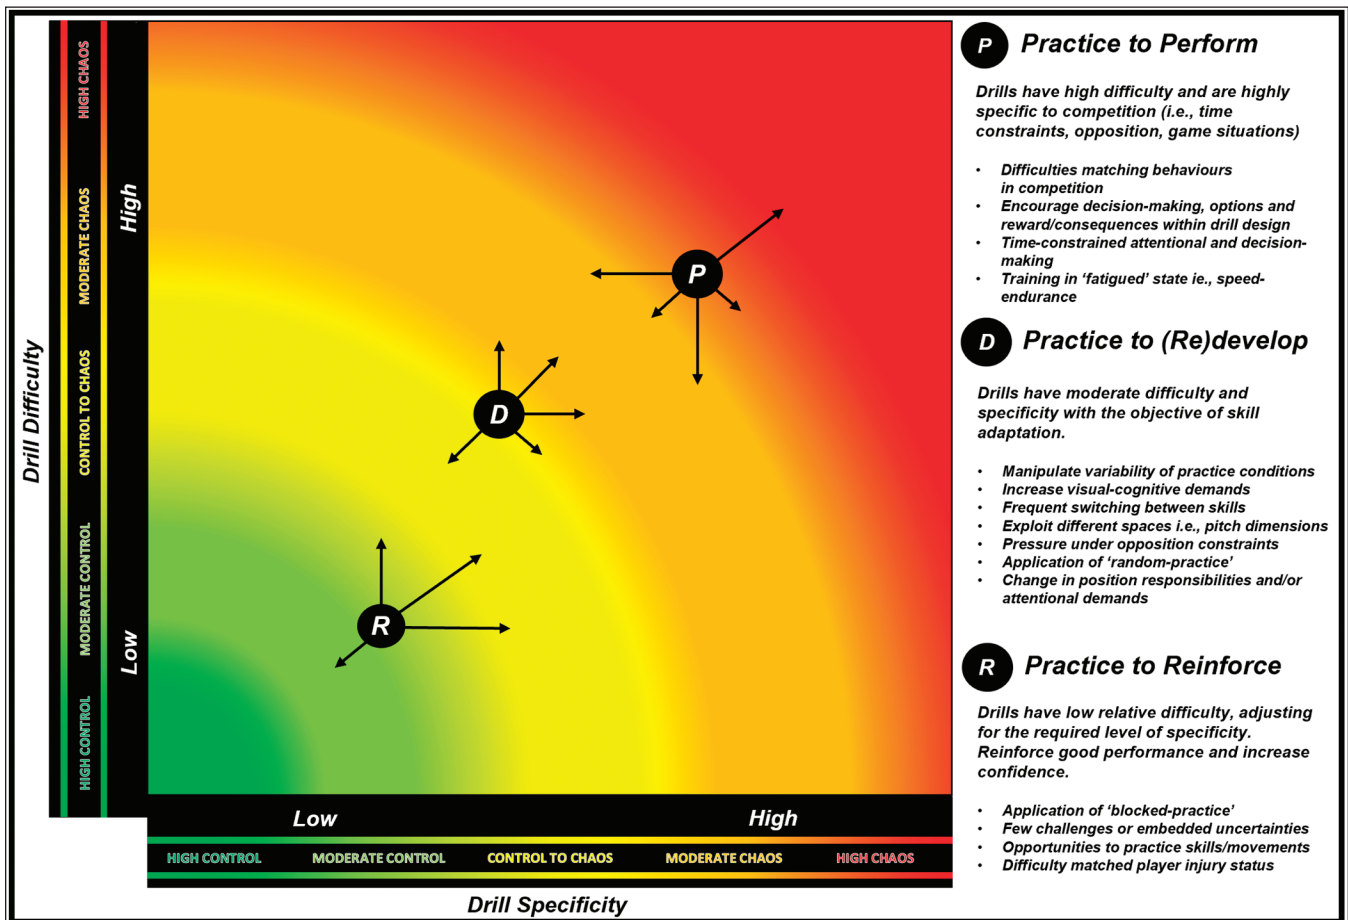 Drill Difficulty
HIGH CHAOS
MODERATE CHAOS
CONTROL TO CHAOS
MODERATE CONTROL
HIGH CONTROL
High
Low
P
D
R
Low
High
HIGH CONTROL
MODERATE CONTROL
CONTROL TO CHAOS
MODERATE CHAOS
HIGH CHAOS
Drill Specificity
P Practice to Perform
Drills have high difficulty and are highly
specific to competition (i.e., time
constraints, opposition, game situations)
• Difficulties matching behaviours
in competition
• Encourage decision-making, options and
reward/consequences within drill design
• Time-constrained attentional and decision-
making
• Training in ‘fatigued’ state ie., speed-
endurance
D Practice to (Re)develop
Drills have moderate difficulty and
specificity with the objective of skill
adaptation.
• Manipulate variability of practice conditions
• Increase visual-cognitive demands
• Frequent switching between skills
• Exploit different spaces i.e., pitch dimensions
• Pressure under opposition constraints
• Application of ‘random-practice’
• Change in position responsibilities and/or
attentional demands
R Practice to Reinforce
Drills have low relative difficulty, adjusting
for the required level of specificity.
Reinforce good performance and increase
confidence.
• Application of ‘blocked-practice’
• Few challenges or embedded uncertainties
• Opportunities to practice skills/movements
• Difficulty matched player injury status